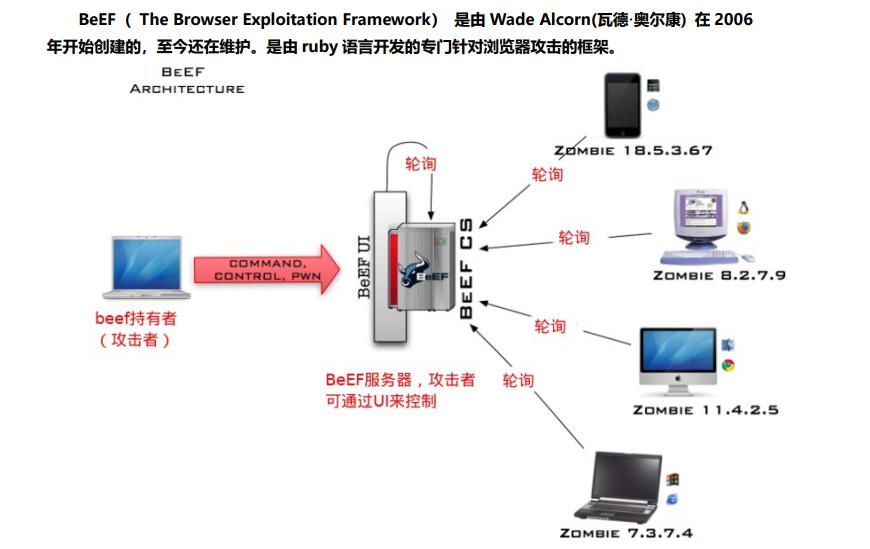 BeEF（ The Browser Exploitation Framework） 是由 Wade Alcorn(瓦德·奥尔康) 在 2006
年开始创建的，至今还在维护。是由 ruby 语言开发的专门针对浏览器攻击的框架。
BeEF
Architecture
轮询
Zombie 18.5.3.67
轮询
轮询
Zombie 8.2.7.9
BeEF UI
BeEF CS
BeEF
Command,
Control, Pwn
beef持有者
（攻击者）
轮询
Zombie 11.4.2.5
BeEF服务器，攻击者
可通过UI来控制
轮询
Zombie 7.3.7.4